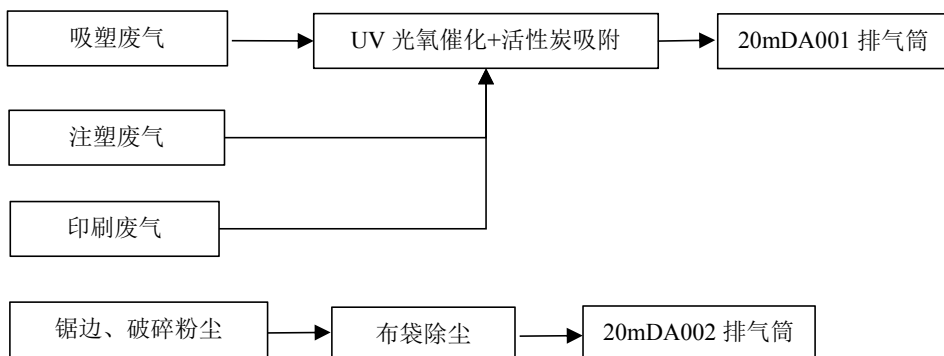 吸塑废气
UV 光氧催化+活性炭吸附
20mDA001 排气筒
注塑废气
印刷废气
锯边、破碎粉尘
布袋除尘
20mDA002 排气筒